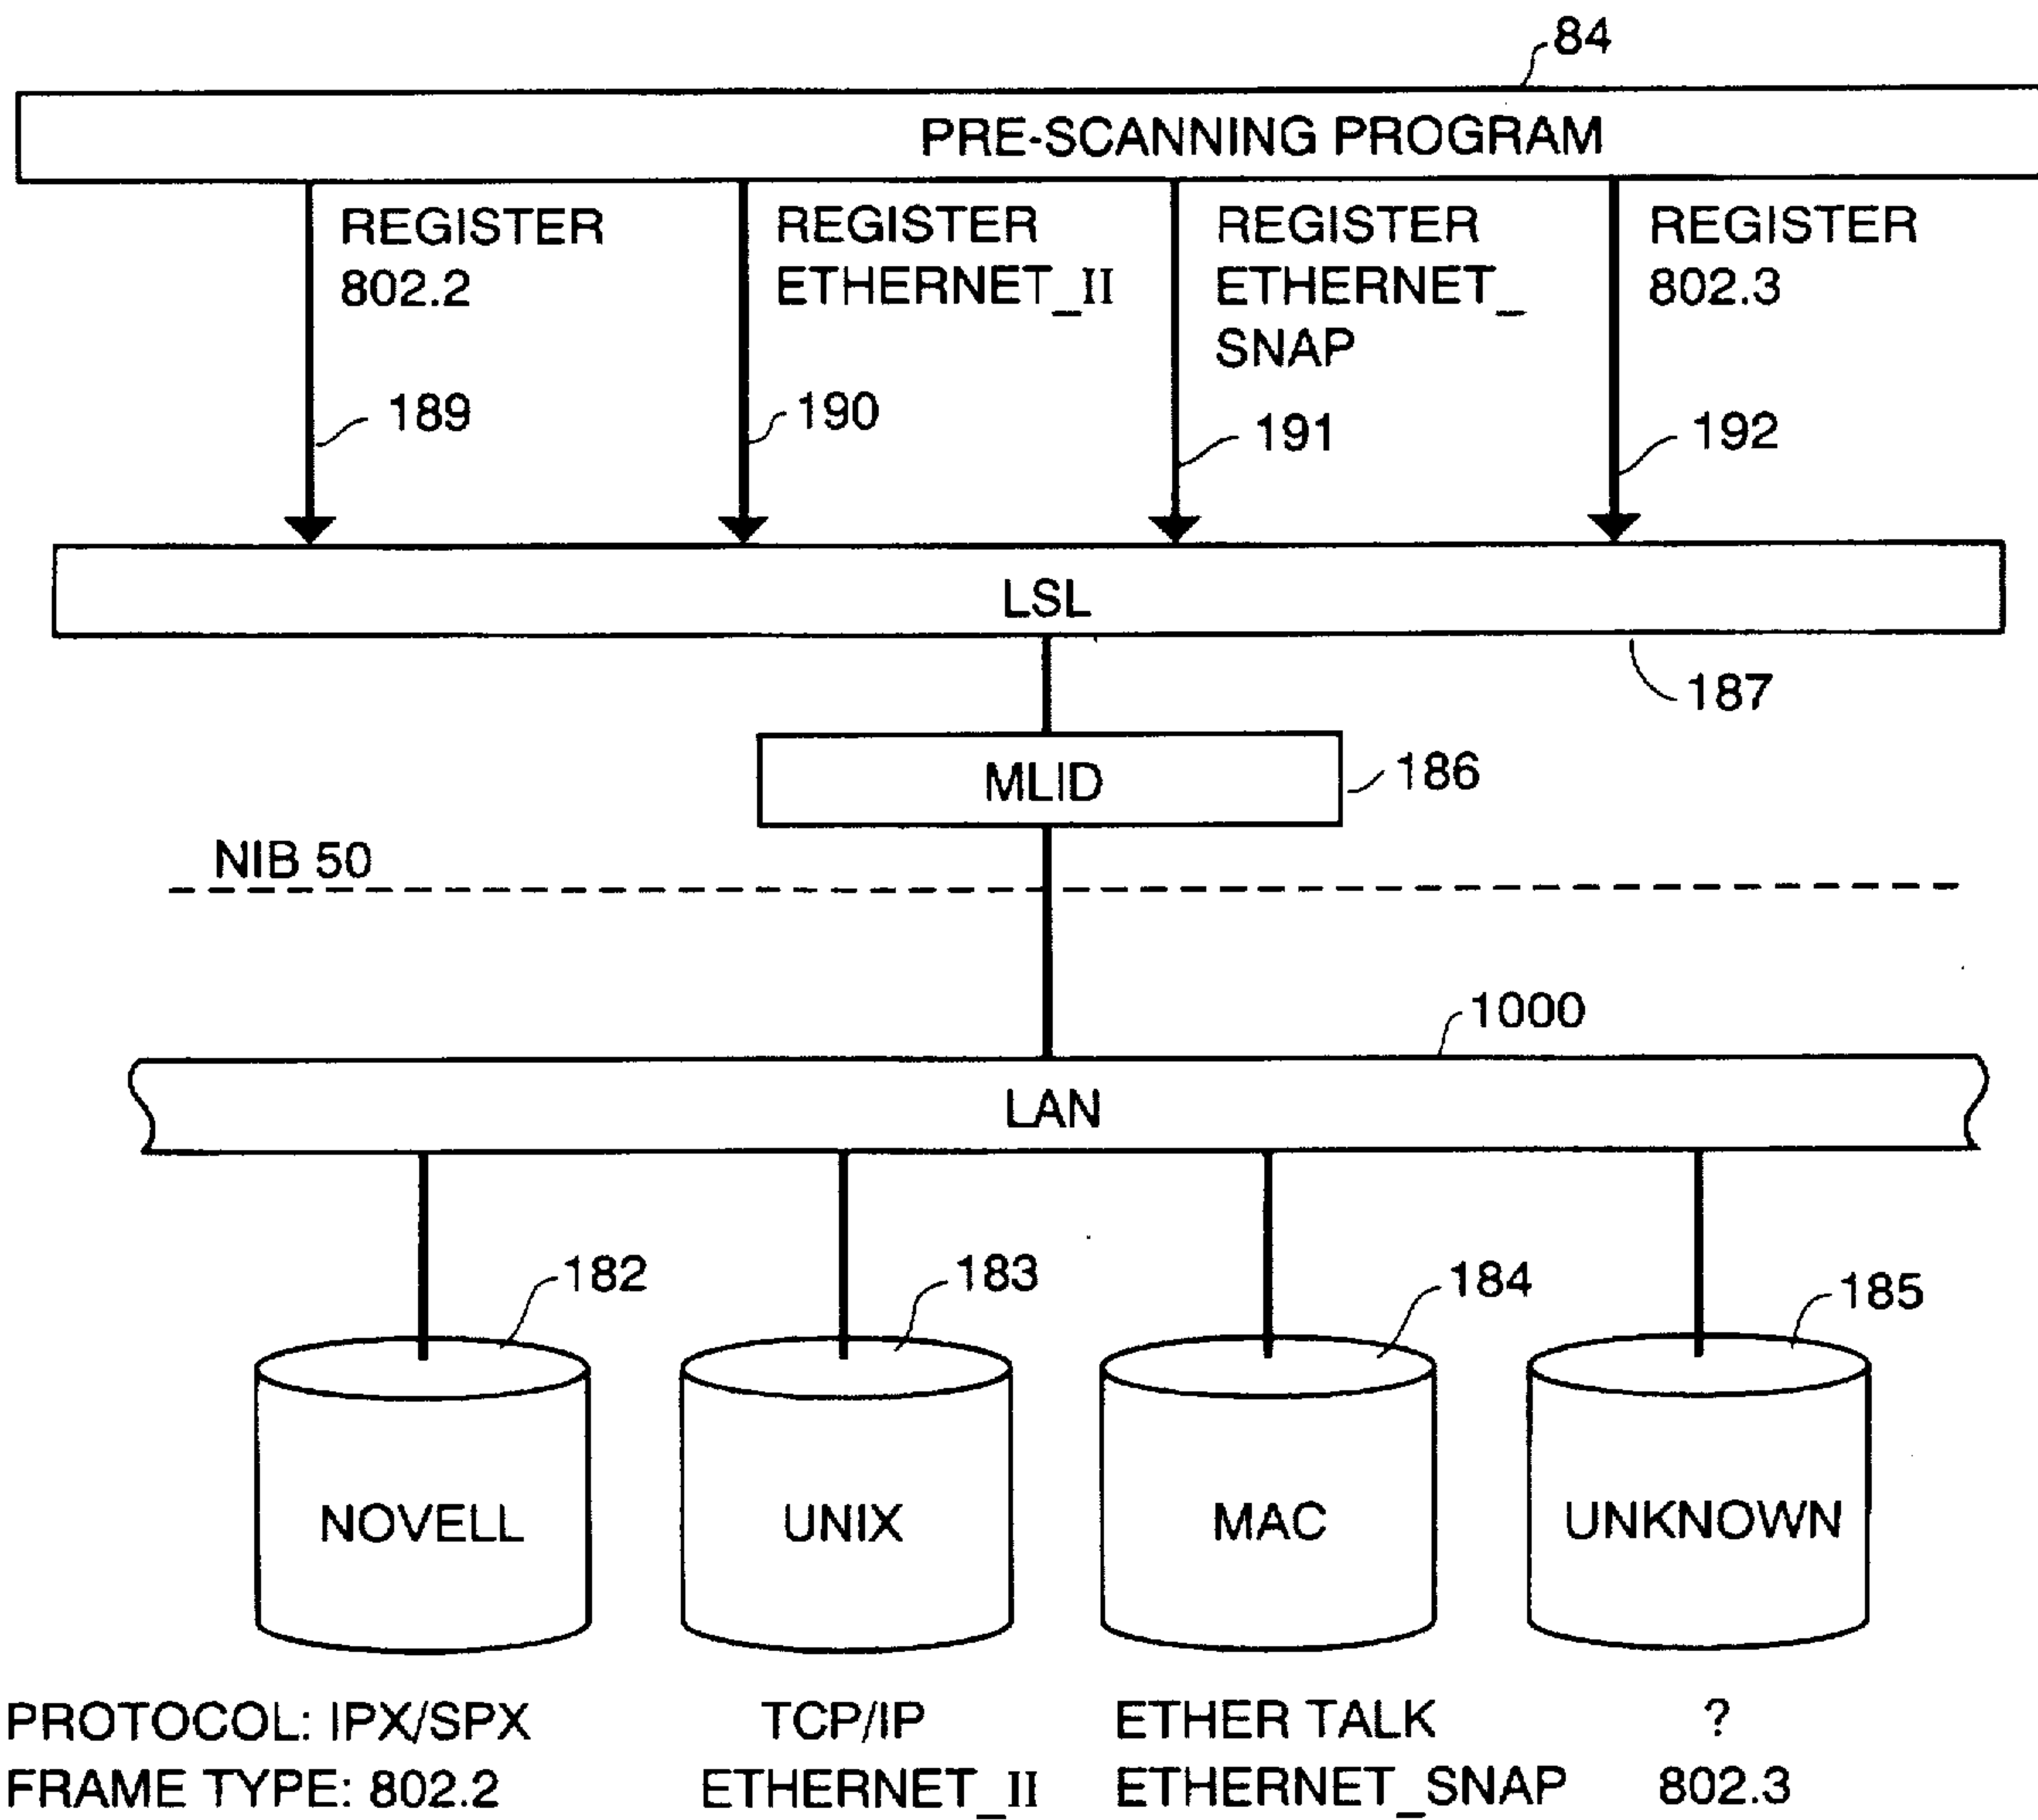 84
PRE-SCANNING PROGRAM
REGISTER
802.2
REGISTER
ETHERNET_II
REGISTER
ETHERNET_
SNAP
REGISTER
802.3
189
190
191
192
LSL
187
MLID
186
NIB 50
1000
LAN
182
183
184
185
NOVELL
UNIX
MAC
UNKNOWN
PROTOCOL: IPX/SPX TCP/IP ETHER TALK ?
FRAME TYPE: 802.2 ETHERNET_II ETHERNET_SNAP 802.3